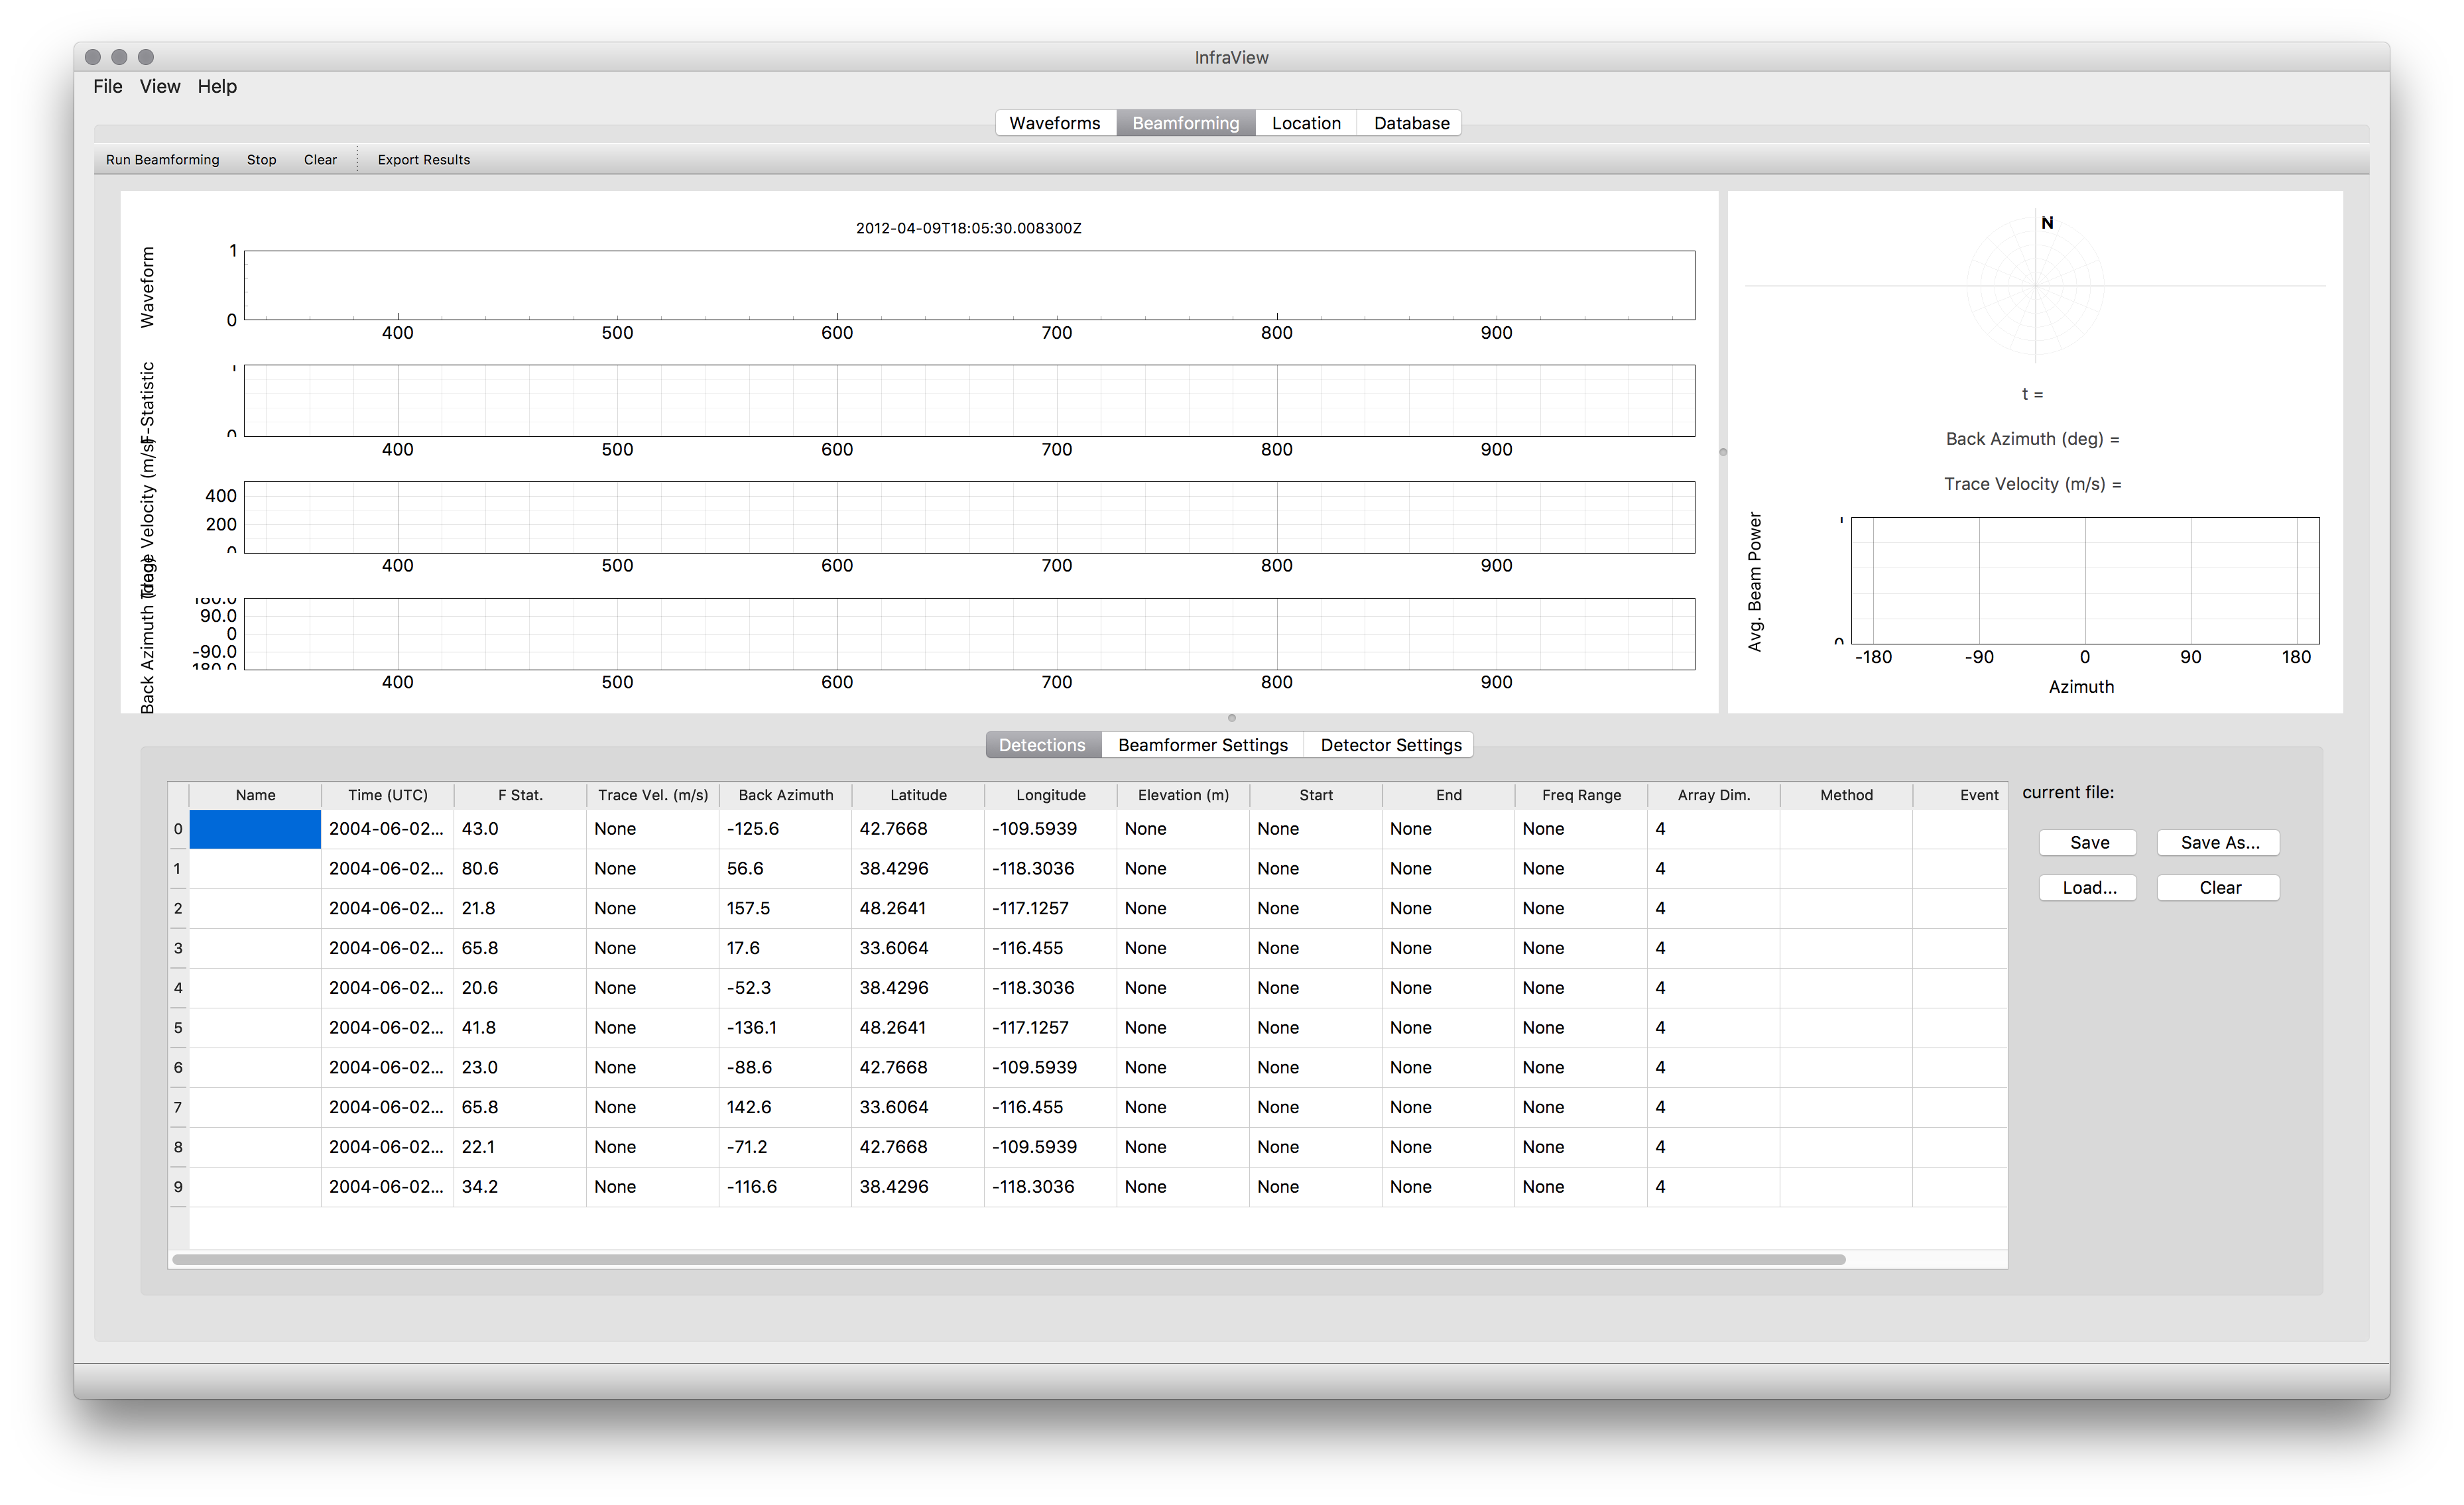 InfraView
File View Help
Waveforms Beamforming Location Database
Run Beamforming Stop Clear Export Results
2012-04-09T18:05:30.008300Z
Waveform
1
0
400 500 600 700 800 900
F-Statistic
1
0
400 500 600 700 800 900
Trace Velocity (m/s)
400
200
0
400 500 600 700 800 900
Back Azimuth (deg)
180.0
90.0
0
-90.0
-180.0
400 500 600 700 800 900
N
t =
Back Azimuth (deg) =
Trace Velocity (m/s) =
Avg. Beam Power
1
0
-180 -90 0 90 180
Azimuth
Detections Beamformer Settings Detector Settings
Name Time (UTC) F Stat. Trace Vel. (m/s) Back Azimuth Latitude Longitude Elevation (m) Start End Freq Range Array Dim. Method Event
0 2004-06-02... 43.0 None -125.6 42.7668 -109.5939 None None None None 4
1 2004-06-02... 80.6 None 56.6 38.4296 -118.3036 None None None None 4
2 2004-06-02... 21.8 None 157.5 48.2641 -117.1257 None None None None 4
3 2004-06-02... 65.8 None 17.6 33.6064 -116.455 None None None None 4
4 2004-06-02... 20.6 None -52.3 38.4296 -118.3036 None None None None 4
5 2004-06-02... 41.8 None -136.1 48.2641 -117.1257 None None None None 4
6 2004-06-02... 23.0 None -88.6 42.7668 -109.5939 None None None None 4
7 2004-06-02... 65.8 None 142.6 33.6064 -116.455 None None None None 4
8 2004-06-02... 22.1 None -71.2 42.7668 -109.5939 None None None None 4
9 2004-06-02... 34.2 None -116.6 38.4296 -118.3036 None None None None 4
current file:
Save Save As...
Load... Clear